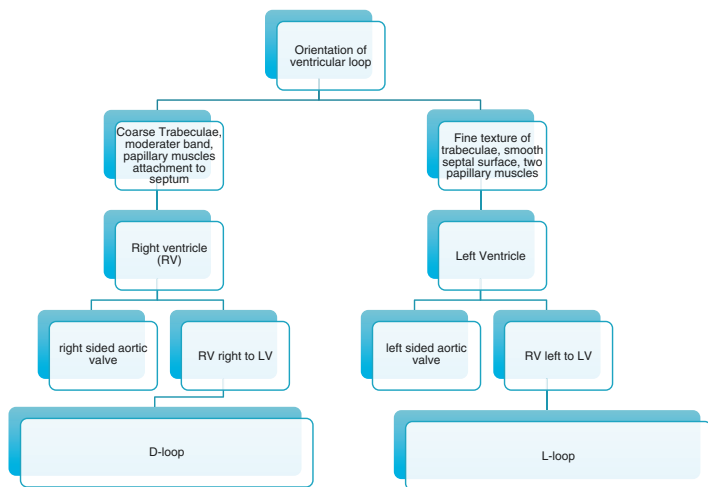 Orientation of
ventricular loop
Coarse Trabeculae,
moderater band,
papillary muscles
attachment to
septum
Fine texture of
trabeculae, smooth
septal surface, two
papillary muscles
Right ventricle
(RV)
Left Ventricle
right sided aortic
valve
RV right to LV
left sided aortic
valve
RV left to LV
D-loop
L-loop